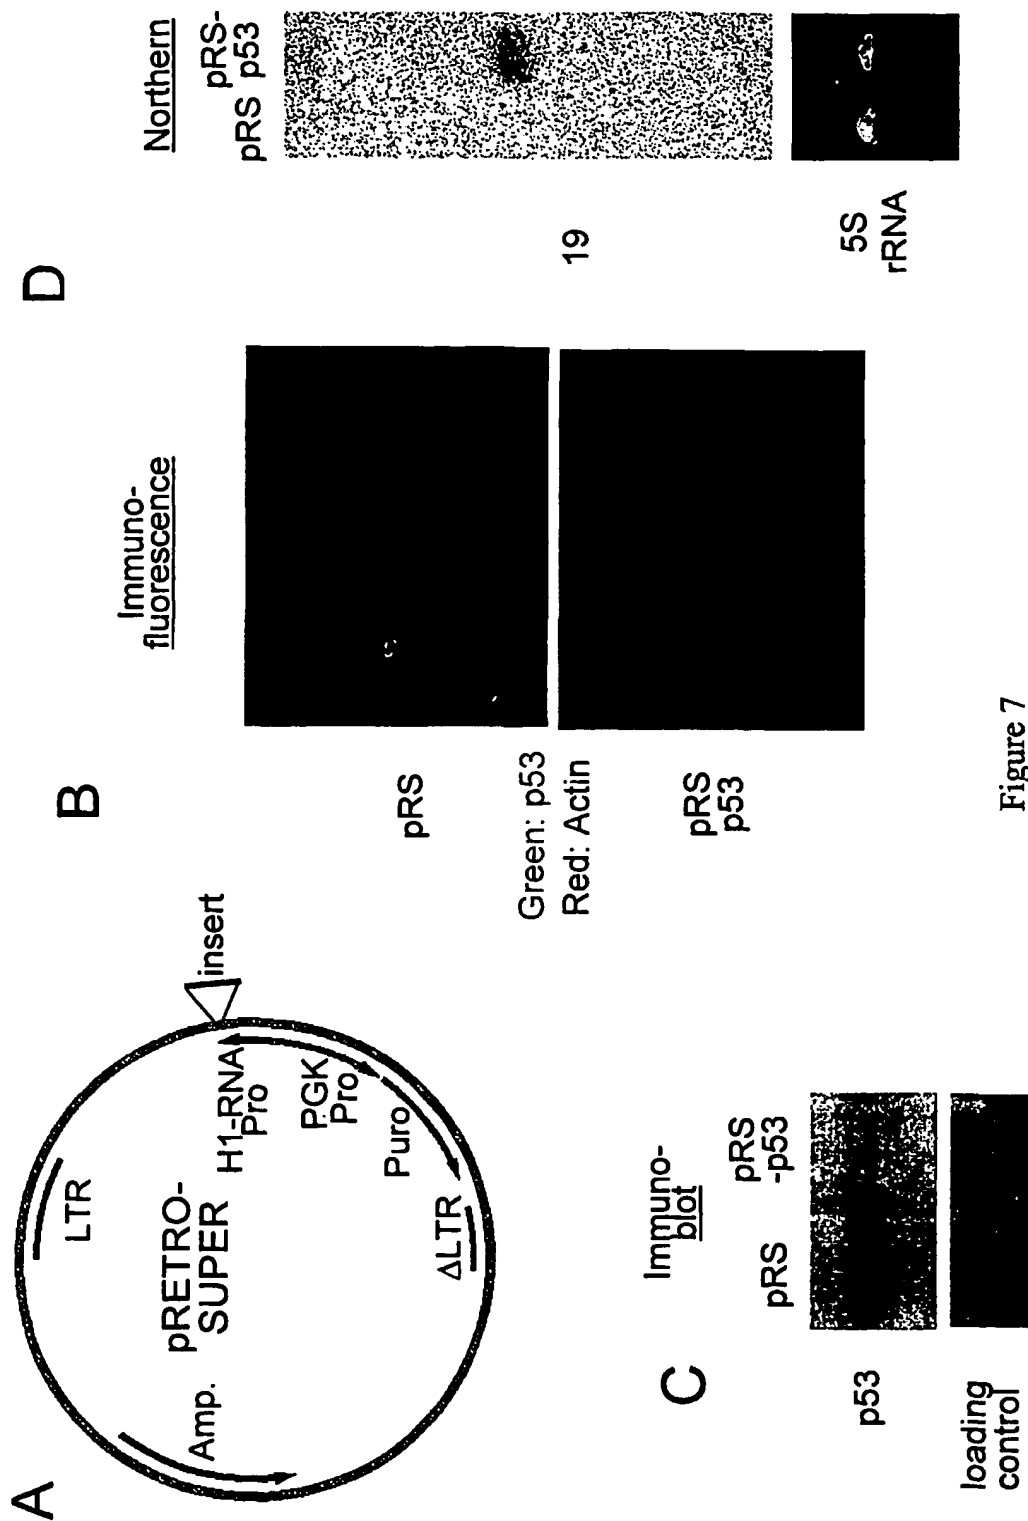 A
Amp.
LTR
pRETRO-
SUPER
H1-RNA
Pro
insert
PGK
Pro
Puro
ΔLTR
B
Immuno-
fluorescence
pRS
Green: p53
Red: Actin
pRS
p53
C
Immuno-
blot
pRS
pRS
-p53
p53
loading
control
D
Northern
pRS
pRS-
p53
19
5S
rRNA
Figure 7